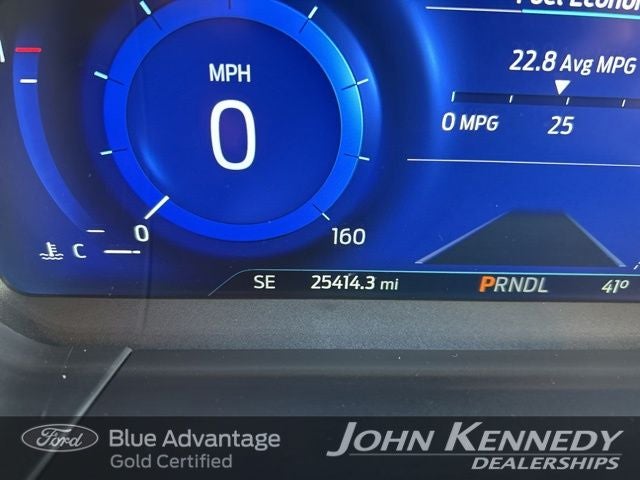 22.8 Avg MPG
MPH
0
0 MPG 25
0 160
C
SE 25414.3 mi PRNDL 41°
Ford Blue Advantage
Gold Certified
JOHN KENNEDY
DEALERSHIPS